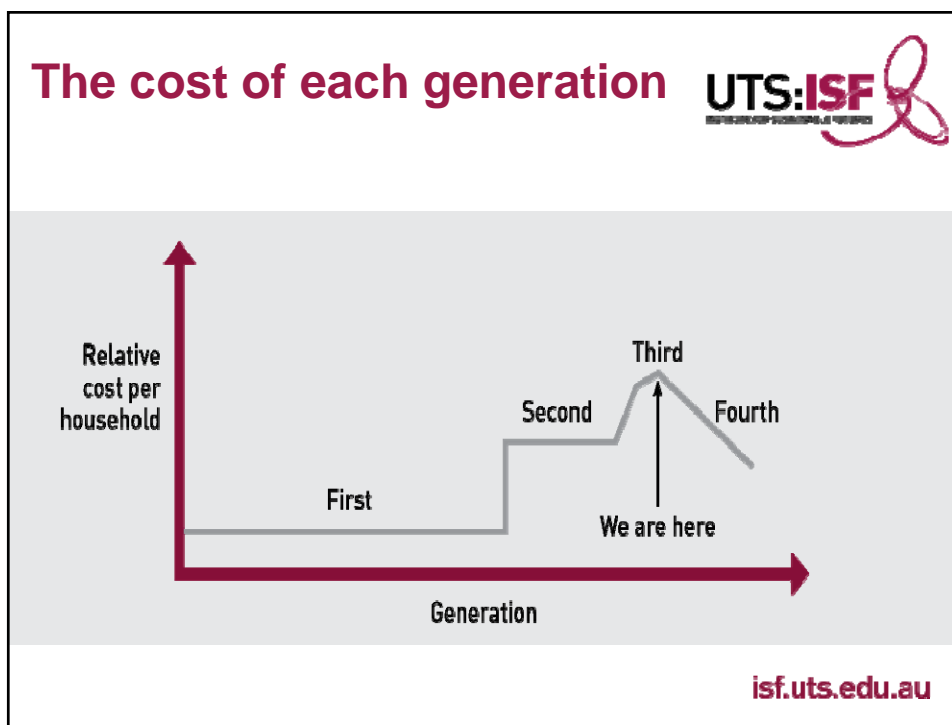 The cost of each generation
UTS:ISF
Relative
cost per
household
Third
Second
Fourth
First
We are here
Generation
isf.uts.edu.au